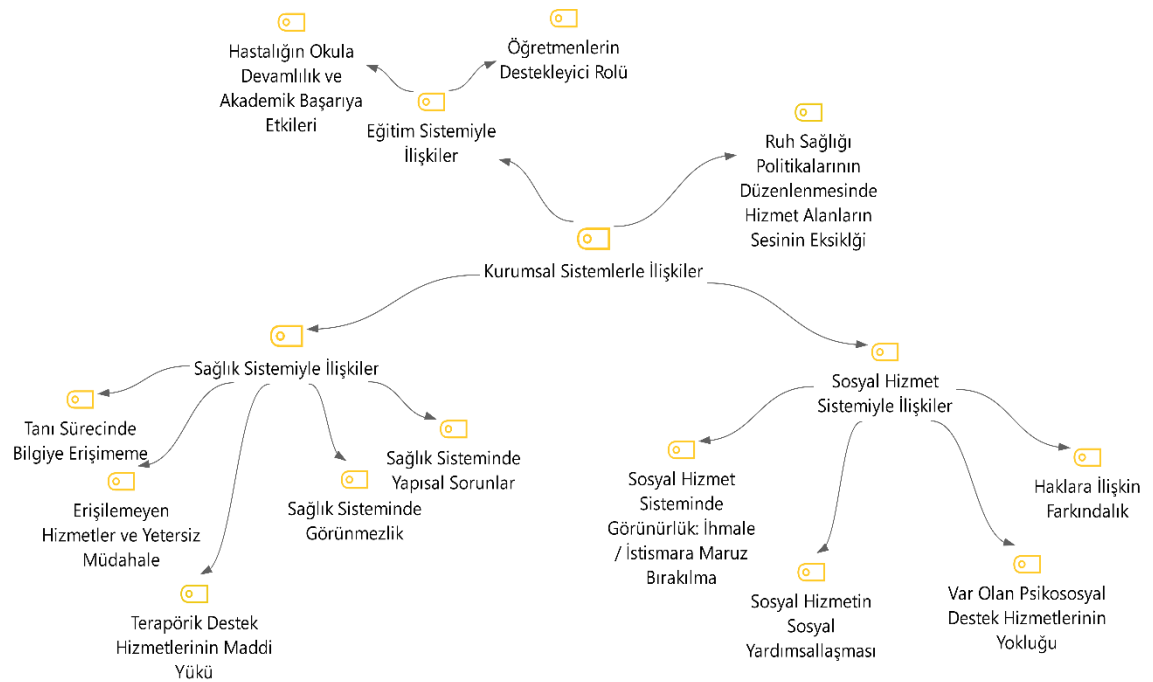 Hastalığın Okula
Devamlılık ve
Akademik Başarıya
Etkileri
Öğretmenlerin
Destekleyici Rolü
Eğitim Sistemiyle
İlişkiler
Ruh Sağlığı
Politikalarının
Düzenlenmesinde
Hizmet Alanların
Sesinin Eksiklği
Kurumsal Sistemlerle İlişkiler
Sağlık Sistemiyle İlişkiler
Tanı Sürecinde
Bilgiye Erişimeme
Erişilemeyen
Hizmetler ve Yetersiz
Müdahale
Terapörik Destek
Hizmetlerinin Maddi
Yükü
Sağlık Sisteminde
Görünmezlik
Sağlık Sisteminde
Yapısal Sorunlar
Sosyal Hizmet
Sistemiyle İlişkiler
Sosyal Hizmet
Sisteminde
Görünürlük: İhmale
/ İstismara Maruz
Bırakılma
Sosyal Hizmetin
Sosyal
Yardımsallaşması
Var Olan Psikososyal
Destek Hizmetlerinin
Yokluğu
Haklara İlişkin
Farkındalık